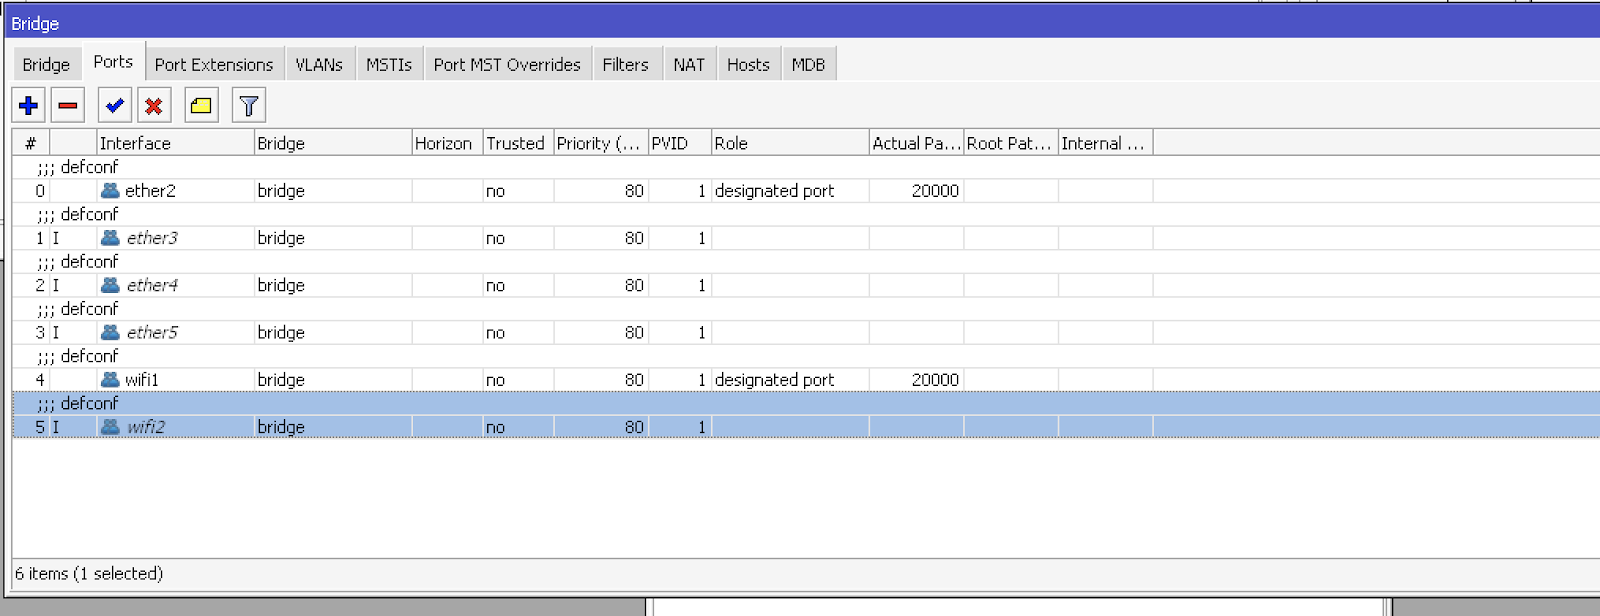 Bridge
Bridge Ports Port Extensions VLANs MSTIs Port MST Overrides Filters NAT Hosts MDB
# Interface Bridge Horizon Trusted Priority (... PVID Role Actual Pa... Root Pat... Internal ...
;;; defconf
0 ether2 bridge no 80 1 designated port 20000
;;; defconf
1 I ether3 bridge no 80 1
;;; defconf
2 I ether4 bridge no 80 1
;;; defconf
3 I ether5 bridge no 80 1
;;; defconf
4 wifi1 bridge no 80 1 designated port 20000
;;; defconf
5 I wifi2 bridge no 80 1
6 items (1 selected)